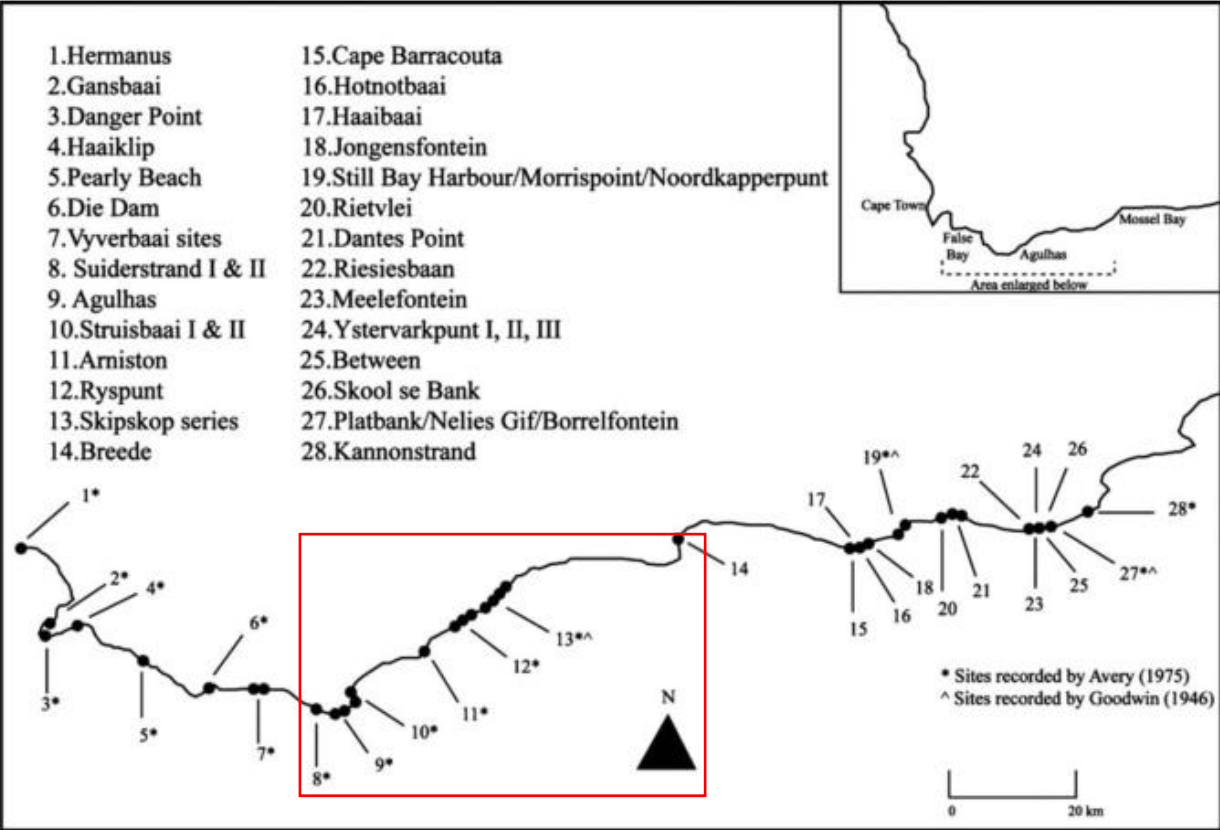 1.Hermanus
2.Gansbaai
3.Danger Point
4.Haaiklip
5.Pearly Beach
6.Die Dam
7.Vyverbaai sites
8. Suiderstrand I & II
9. Agulhas
10.Struisbaai I & II
11.Arniston
12.Ryspunt
13.Skipskop series
14.Breede
15.Cape Barracouta
16.Hotnotbaai
17.Haaibaai
18.Jongensfontein
19.Still Bay Harbour/Morrispoint/Noordkapperpunt
20.Rietvlei
21.Dantes Point
22.Riesiesbaan
23.Meelefontein
24.Ystervarkpunt I, II, III
25.Between
26.Skool se Bank
27.Platbank/Nelies Gif/Borrelfontein
28.Kannonstrand
Cape Town
False
Bay
Agulhas
Mossel Bay
Area enlarged below
1*
2*
3*
4*
5*
6*
7*
8*
9*
10*
11*
12*
13*^
14
15
16
17
18
19*^
20
21
22
23
24
25
26
27*^
28*
* Sites recorded by Avery (1975)
^ Sites recorded by Goodwin (1946)
N
0 20 km